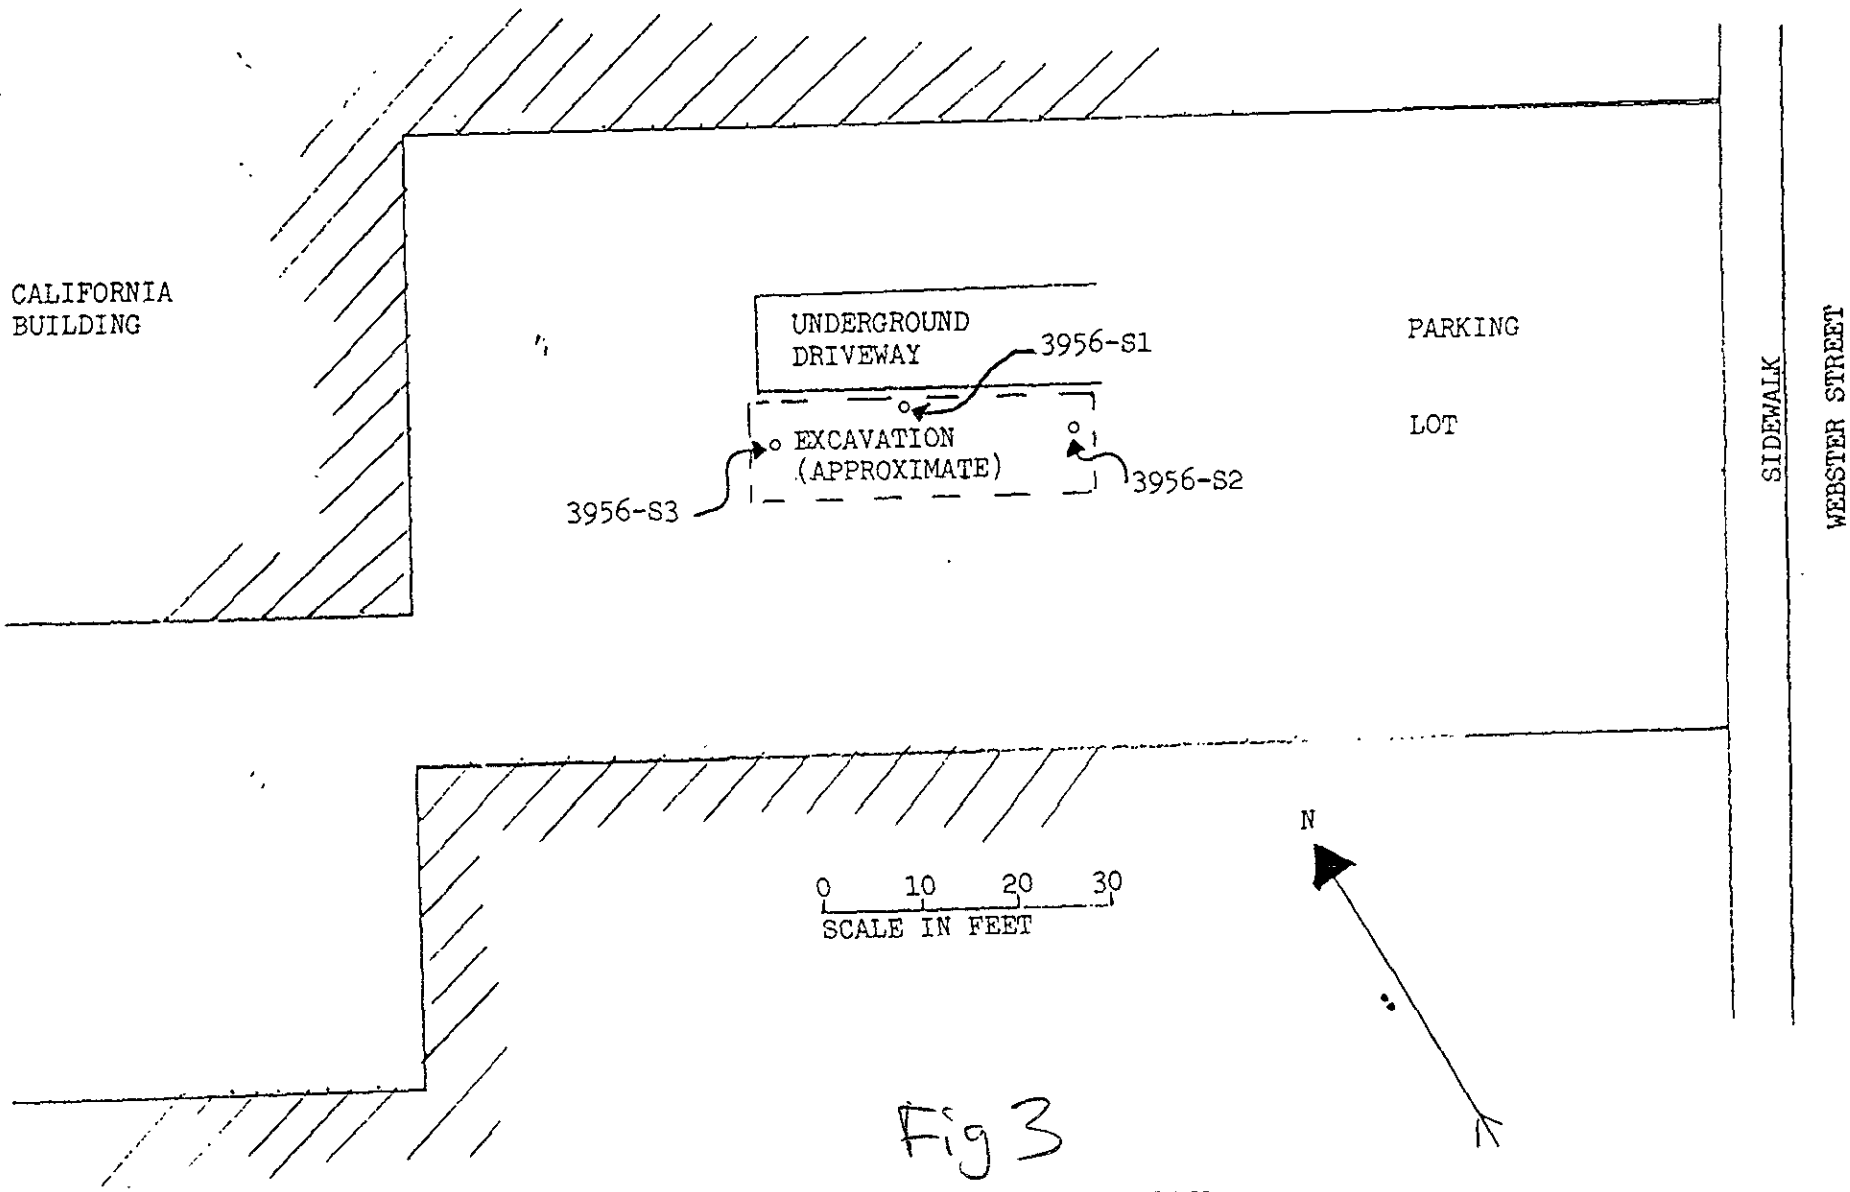 CALIFORNIA
BUILDING
UNDERGROUND
DRIVEWAY
3956-S1
EXCAVATION
(APPROXIMATE)
3956-S2
3956-S3
PARKING
LOT
SIDEWALK
WEBSTER STREET
N
0 10 20 30
SCALE IN FEET
Fig 3